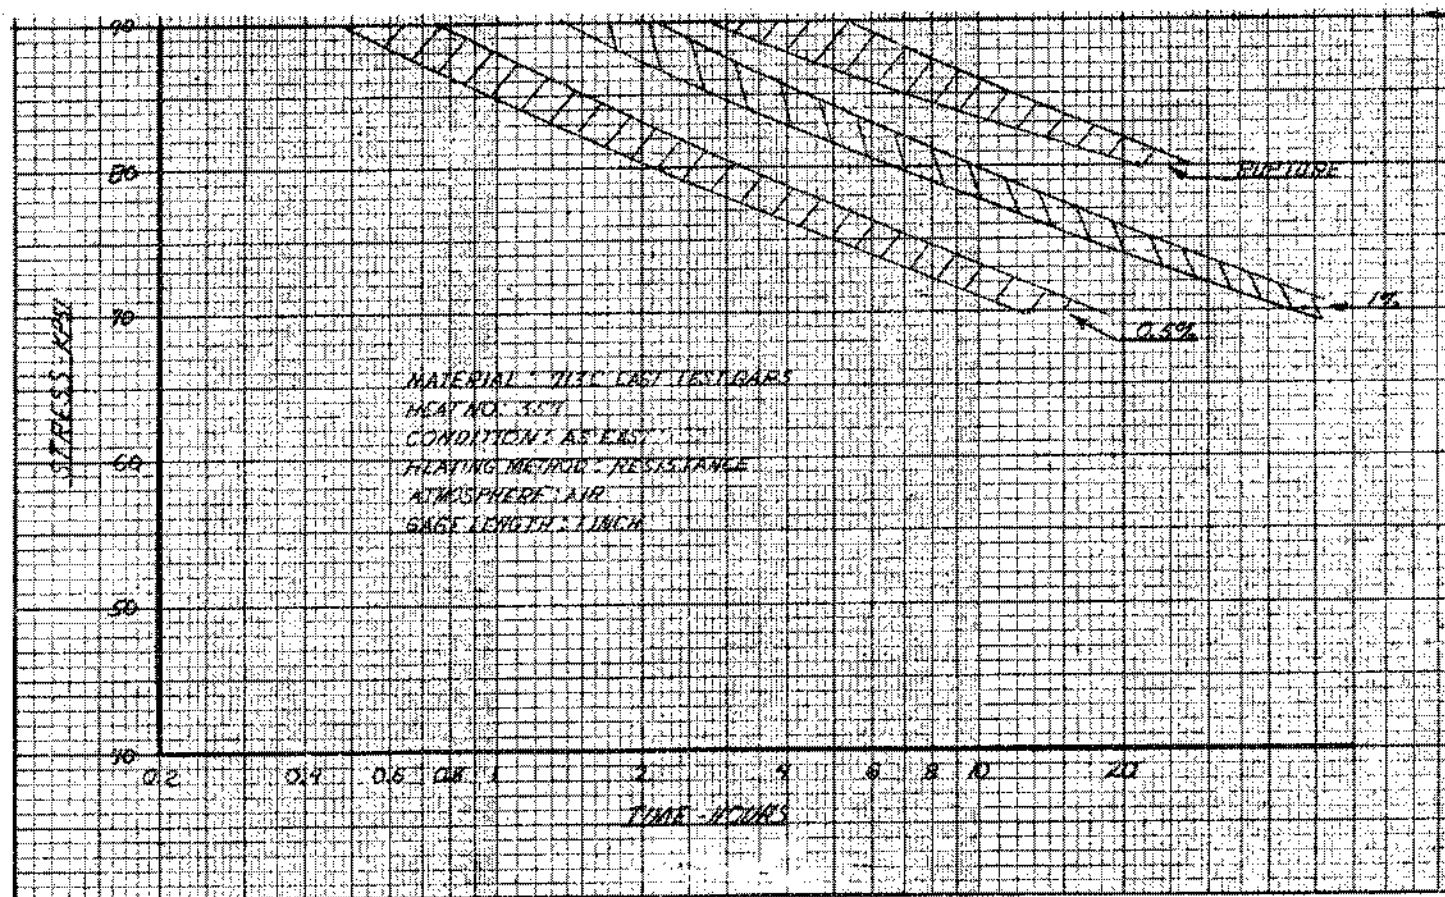 90
80
RUPTURE
70
1%
0.5%
STRESS - KPSI
MATERIAL: 713C CAST TEST BARS
HEAT NO:
CONDITION: AS CAST
60
HEATING METHOD: RESISTANCE
ATMOSPHERE: AIR
GAGE LENGTH: 1 INCH
50
40
0.2 0.4 0.6 0.8 1 2 4 6 8 10 20
TIME - HOURS